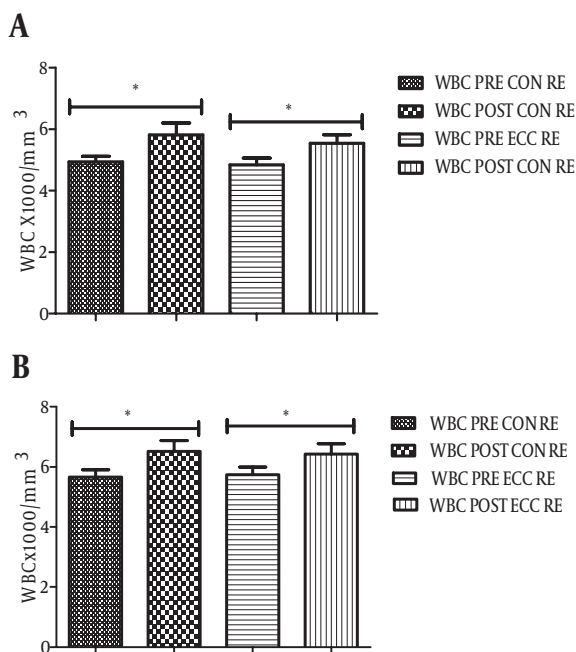 A
WBC X1000/mm 3
8
6
4
2
0
*
*
WBC PRE CON RE
WBC POST CON RE
WBC PRE ECC RE
WBC POST CON RE
B
WBCx1000/mm 3
8
6
4
2
0
*
*
WBC PRE CON RE
WBC POST CON RE
WBC PRE ECC RE
WBC POST ECC RE